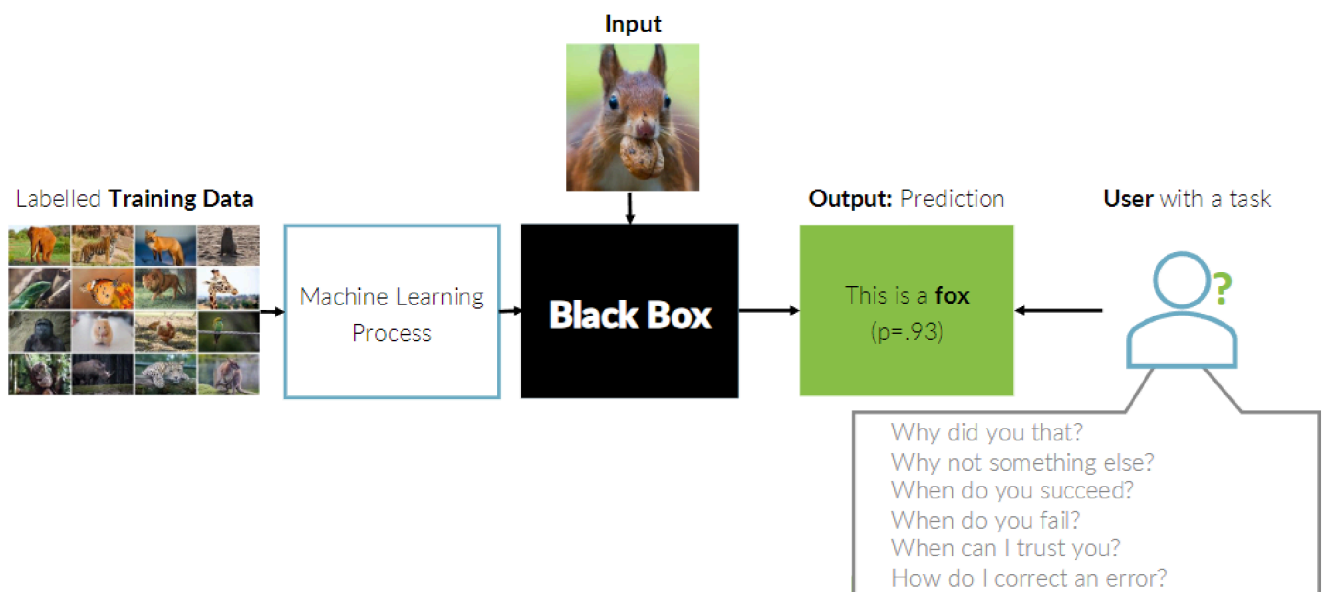 Input
Labelled Training Data
Output: Prediction
User with a task
Machine Learning
Process
Black Box
This is a fox
(p=.93)
?
Why did you that?
Why not something else?
When do you succeed?
When do you fail?
When can I trust you?
How do I correct an error?